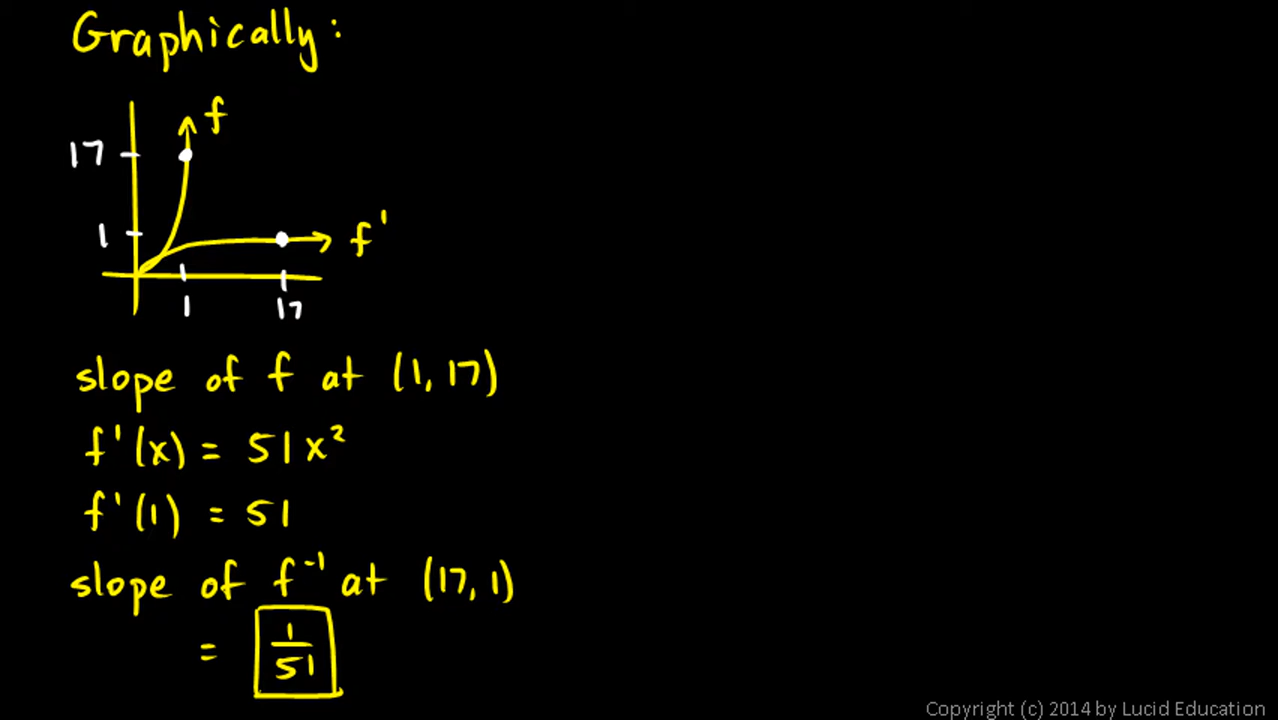 Graphically:
f
17
1
f'
1
17
slope of f at (1, 17)
f'(x) = 51x²
f'(1) = 51
slope of f⁻¹ at (17, 1)
= 1/51
Copyright (c) 2014 by Lucid Education